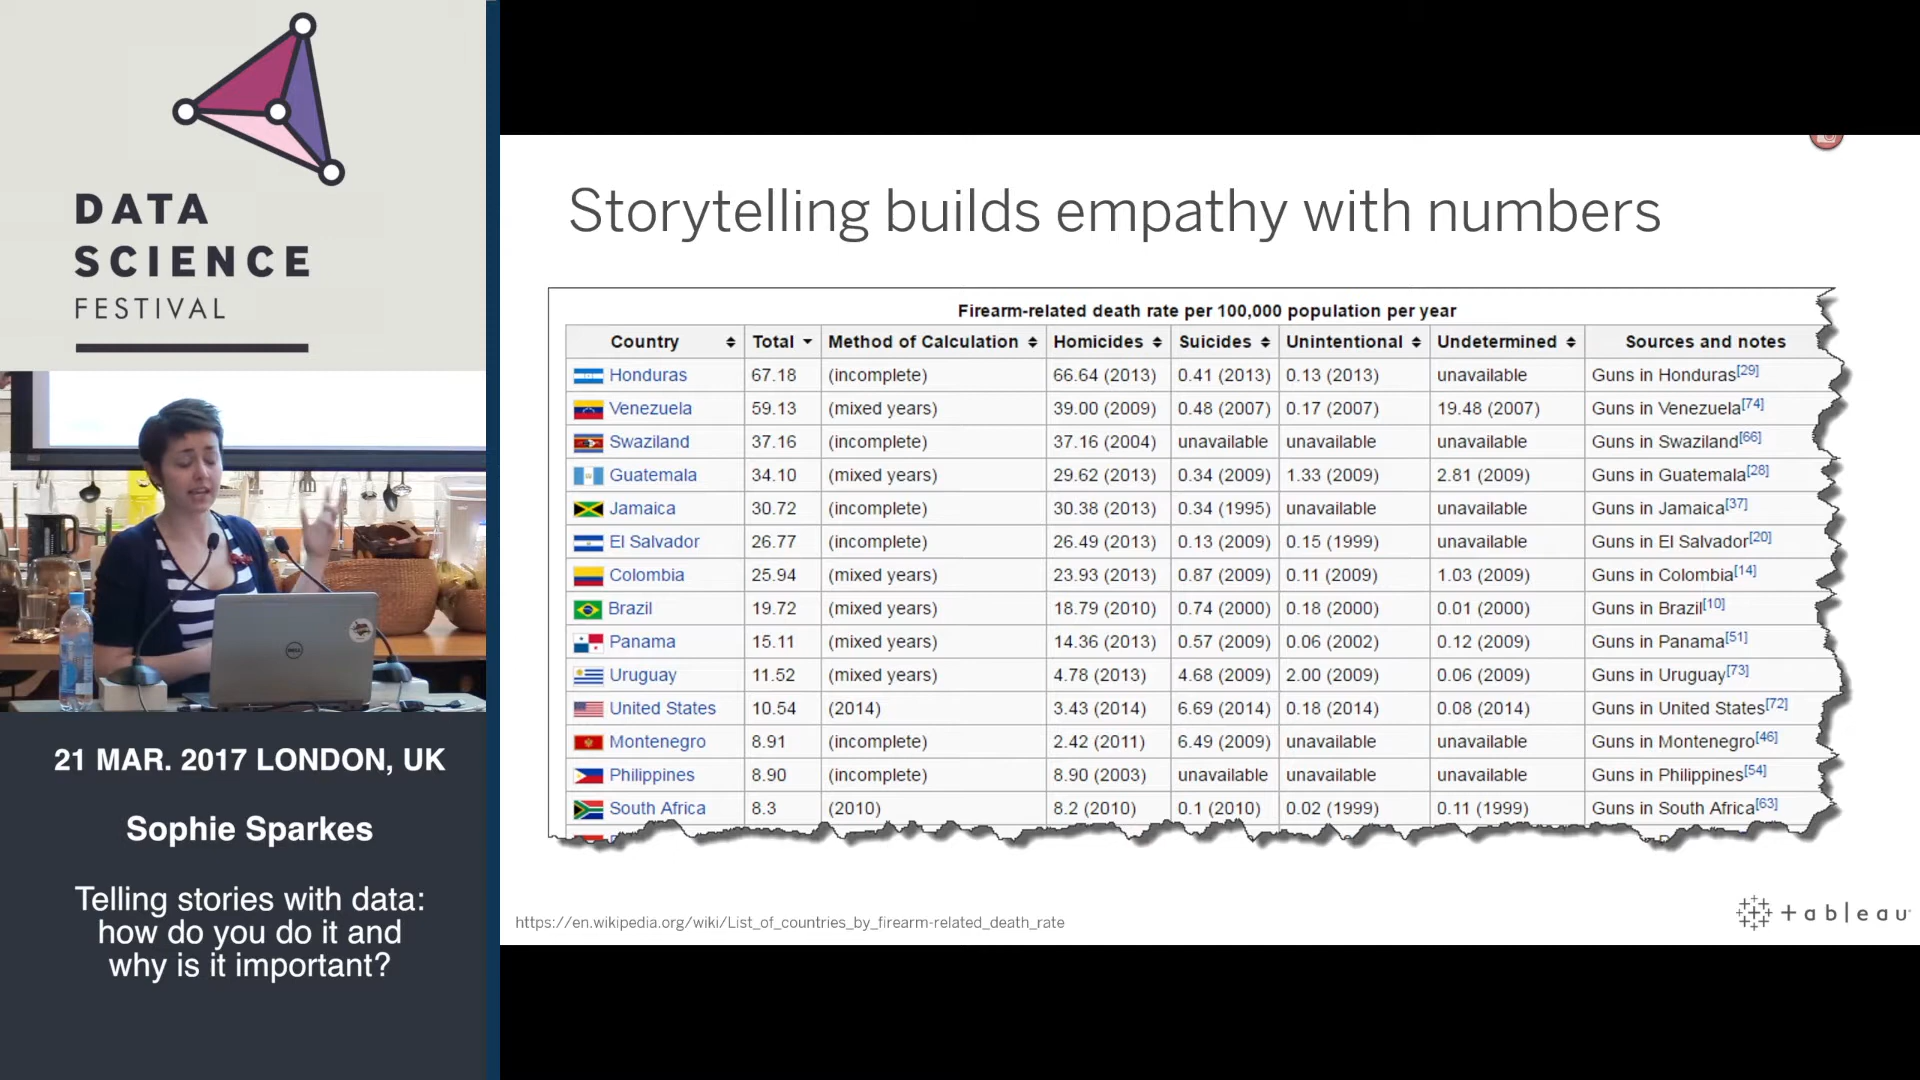 DATA
SCIENCE
FESTIVAL
21 MAR. 2017 LONDON, UK
Sophie Sparkes
Telling stories with data:
how do you do it and
why is it important?
Storytelling builds empathy with numbers
Firearm-related death rate per 100,000 population per year
Country Total Method of Calculation Homicides Suicides Unintentional Undetermined Sources and notes
Honduras 67.18 (incomplete) 66.64 (2013) 0.41 (2013) 0.13 (2013) unavailable Guns in Honduras[29]
Venezuela 59.13 (mixed years) 39.00 (2009) 0.48 (2007) 0.17 (2007) 19.48 (2007) Guns in Venezuela[74]
Swaziland 37.16 (incomplete) 37.16 (2004) unavailable unavailable unavailable Guns in Swaziland[66]
Guatemala 34.10 (mixed years) 29.62 (2013) 0.34 (2009) 1.33 (2009) 2.81 (2009) Guns in Guatemala[28]
Jamaica 30.72 (incomplete) 30.38 (2013) 0.34 (1995) unavailable unavailable Guns in Jamaica[37]
El Salvador 26.77 (incomplete) 26.49 (2013) 0.13 (2009) 0.15 (1999) unavailable Guns in El Salvador[20]
Colombia 25.94 (mixed years) 23.93 (2013) 0.87 (2009) 0.11 (2009) 1.03 (2009) Guns in Colombia[14]
Brazil 19.72 (mixed years) 18.79 (2010) 0.74 (2000) 0.18 (2000) 0.01 (2000) Guns in Brazil[10]
Panama 15.11 (mixed years) 14.36 (2013) 0.57 (2009) 0.06 (2002) 0.12 (2009) Guns in Panama[51]
Uruguay 11.52 (mixed years) 4.78 (2013) 4.68 (2009) 2.00 (2009) 0.06 (2009) Guns in Uruguay[73]
United States 10.54 (2014) 3.43 (2014) 6.69 (2014) 0.18 (2014) 0.08 (2014) Guns in United States[72]
Montenegro 8.91 (incomplete) 2.42 (2011) 6.49 (2009) unavailable unavailable Guns in Montenegro[46]
Philippines 8.90 (incomplete) 8.90 (2003) unavailable unavailable unavailable Guns in Philippines[54]
South Africa 8.3 (2010) 8.2 (2010) 0.1 (2010) 0.02 (1999) 0.11 (1999) Guns in South Africa[63]
https://en.wikipedia.org/wiki/List_of_countries_by_firearm-related_death_rate
tableau
DELL